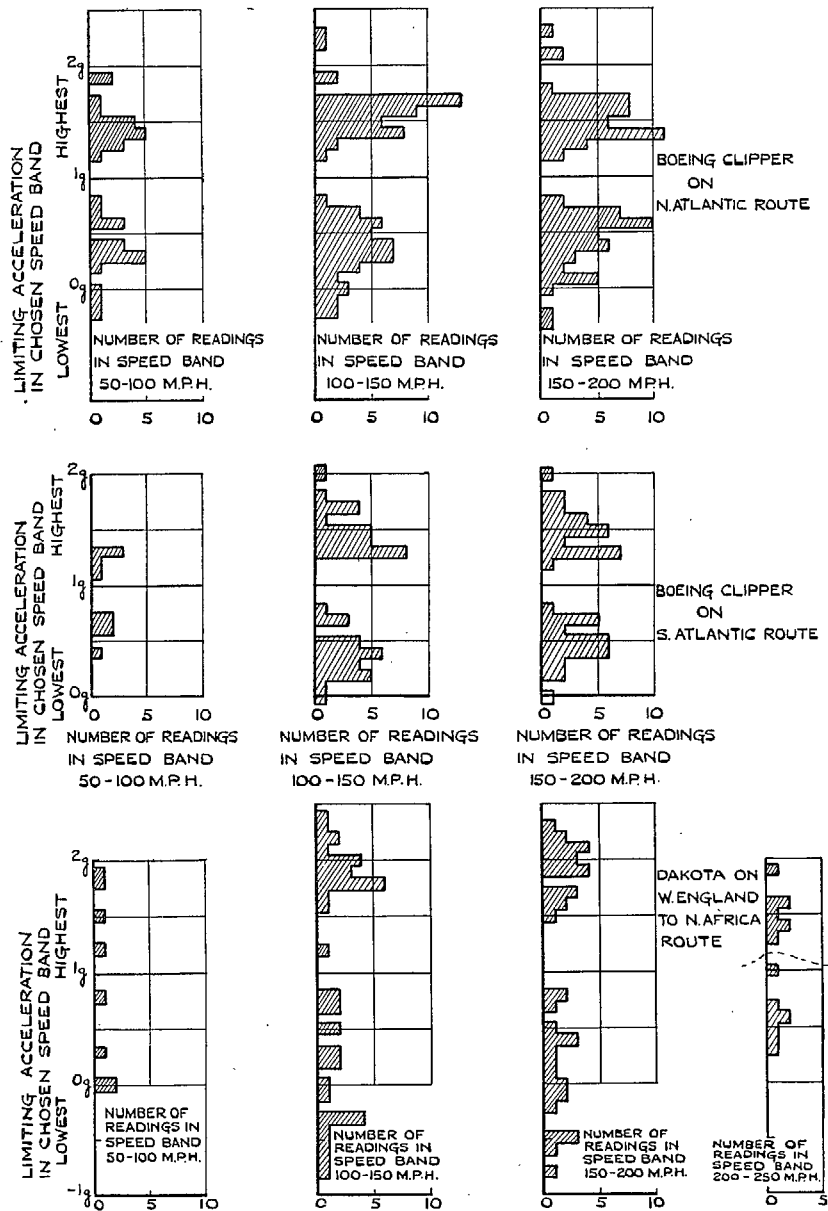 LIMITING ACCELERATION
IN CHOSEN SPEED BAND
LOWEST HIGHEST
2g
1g
0g
NUMBER OF READINGS
IN SPEED BAND
50-100 M.P.H.
0 5 10
NUMBER OF READINGS
IN SPEED BAND
100-150 M.P.H.
0 5 10
NUMBER OF READINGS
IN SPEED BAND
150-200 M.P.H.
0 5 10
BOEING CLIPPER
ON
N. ATLANTIC ROUTE
LIMITING ACCELERATION
IN CHOSEN SPEED BAND
LOWEST HIGHEST
2g
1g
0g
0 5 10
NUMBER OF READINGS
IN SPEED BAND
50-100 M.P.H.
0 5 10
NUMBER OF READINGS
IN SPEED BAND
100-150 M.P.H.
0 5 10
NUMBER OF READINGS
IN SPEED BAND
150-200 M.P.H.
BOEING CLIPPER
ON
S. ATLANTIC ROUTE
LIMITING ACCELERATION
IN CHOSEN SPEED BAND
LOWEST HIGHEST
2g
1g
0g
-1g
NUMBER OF
READINGS IN
SPEED BAND
50-100 M.P.H.
0 5 10
NUMBER OF
READINGS IN
SPEED BAND
100-150 M.P.H.
0 5 10
NUMBER OF
READINGS IN
SPEED BAND
150-200 M.P.H.
0 5 10
DAKOTA ON
W. ENGLAND
TO N. AFRICA
ROUTE
NUMBER OF
READINGS IN
SPEED BAND
200-250 M.P.H.
0 5